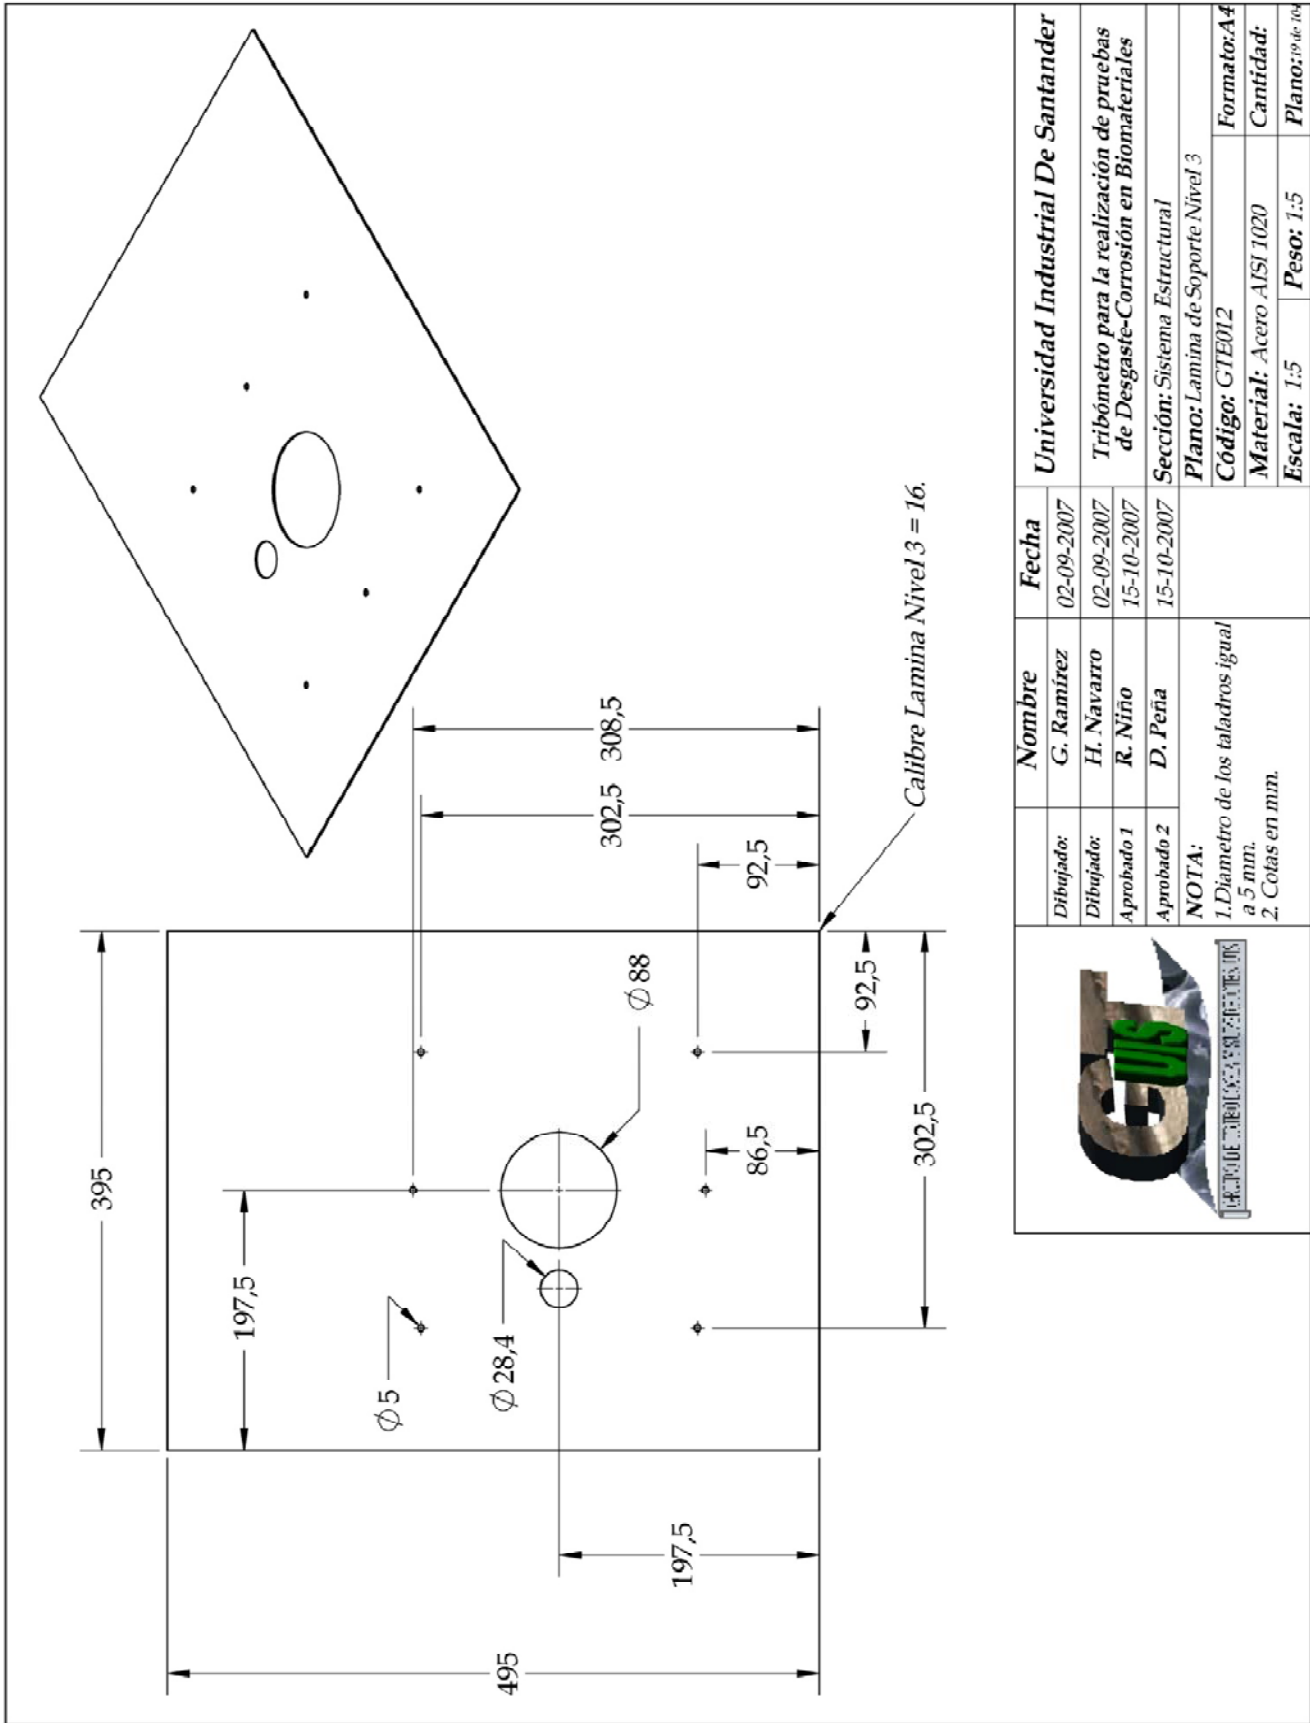 395
197,5
Ø 5
Ø 28,4
Ø 88
495
197,5
302,5
308,5
92,5
86,5
92,5
302,5
Calibre Lamina Nivel 3 = 16.
Nombre
Fecha
Universidad Industrial De Santander
Dibujado:
G. Ramírez
02-09-2007
Dibujado:
H. Navarro
02-09-2007
Tribómetro para la realización de pruebas
de Desgaste-Corrosión en Biomateriales
Aprobado 1
R. Niño
15-10-2007
Aprobado 2
D. Peña
15-10-2007
Sección: Sistema Estructural
NOTA:
1.Diametro de los taladros igual
a 5 mm.
2. Cotas en mm.
Plano: Lamina de Soporte Nivel 3
Código: GTE012
Formato:A4
Material: Acero AISI 1020
Cantidad:
Escala: 1:5
Peso: 1:5
Plano:19 de 104
UIS